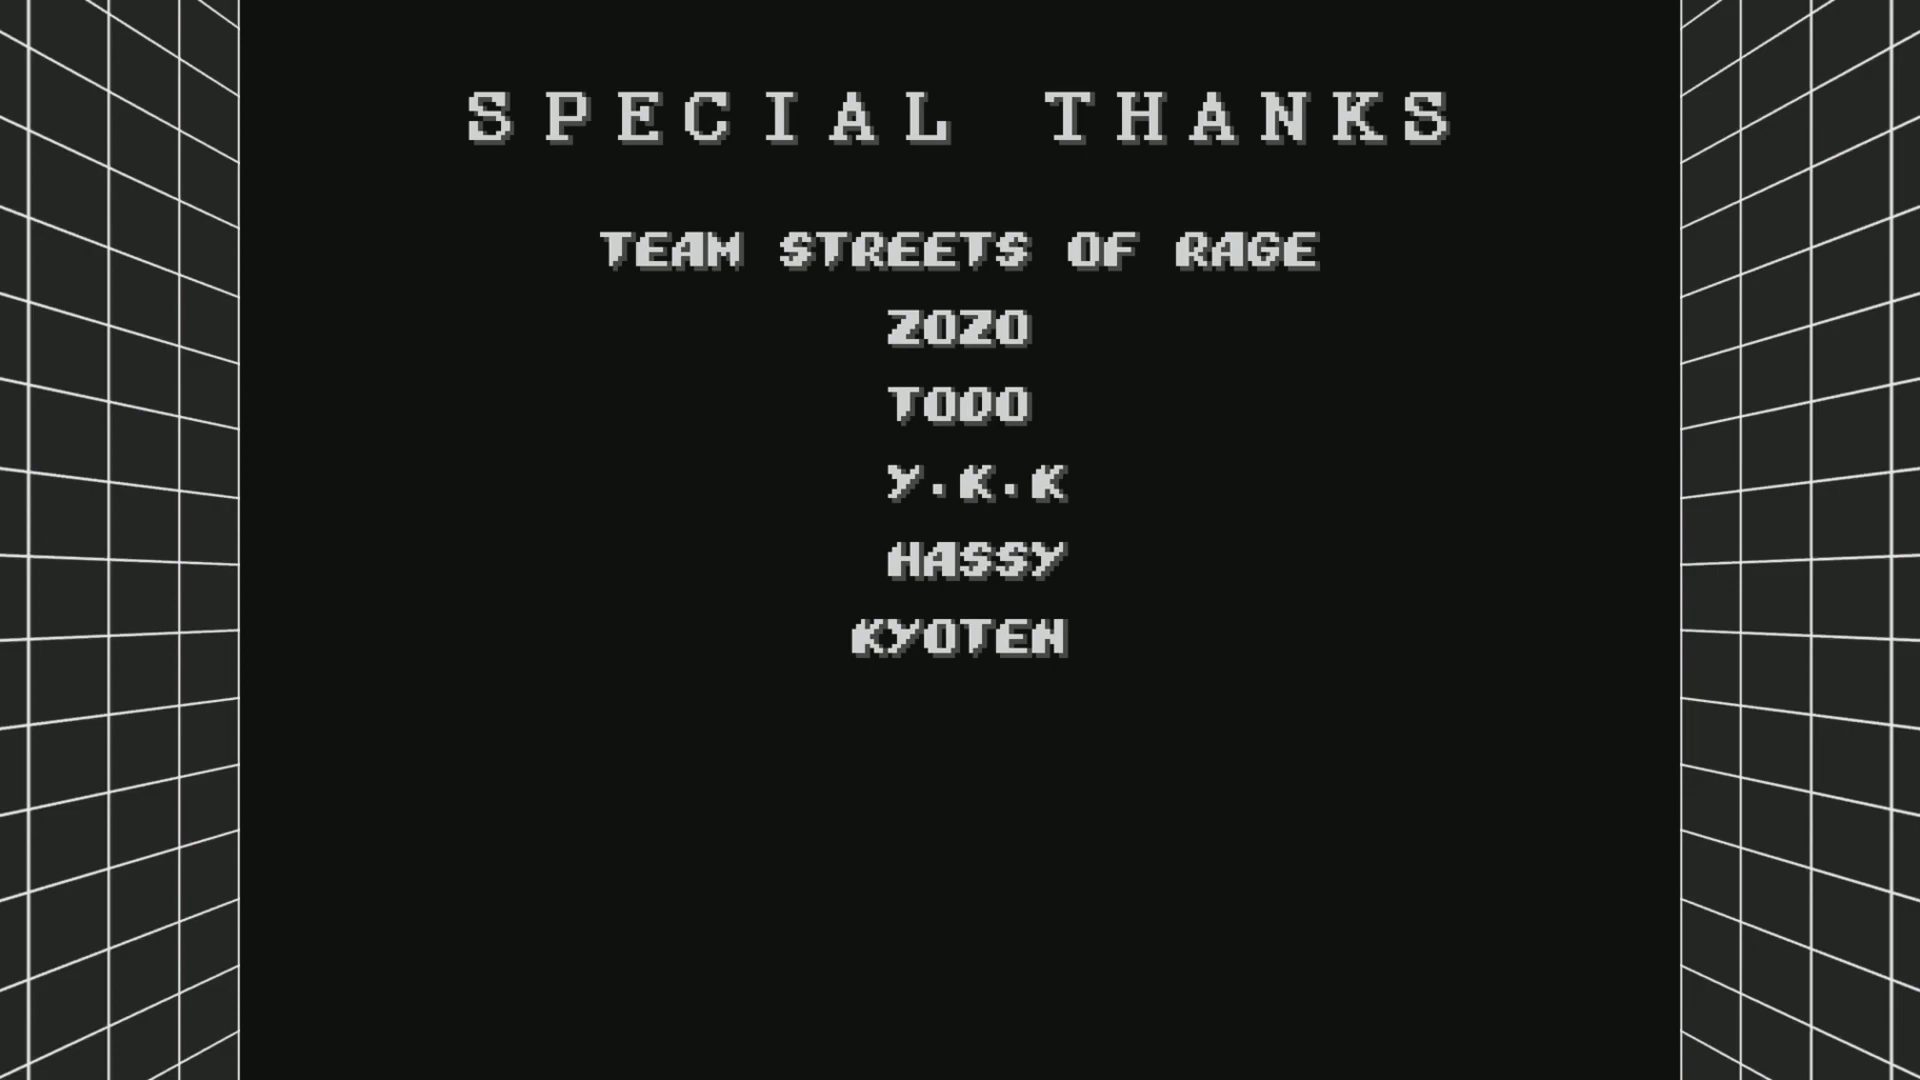 SPECIAL THANKS
TEAM STREETS OF RAGE
ZOZO
TODO
Y.K.K
HASSY
KYOTEN